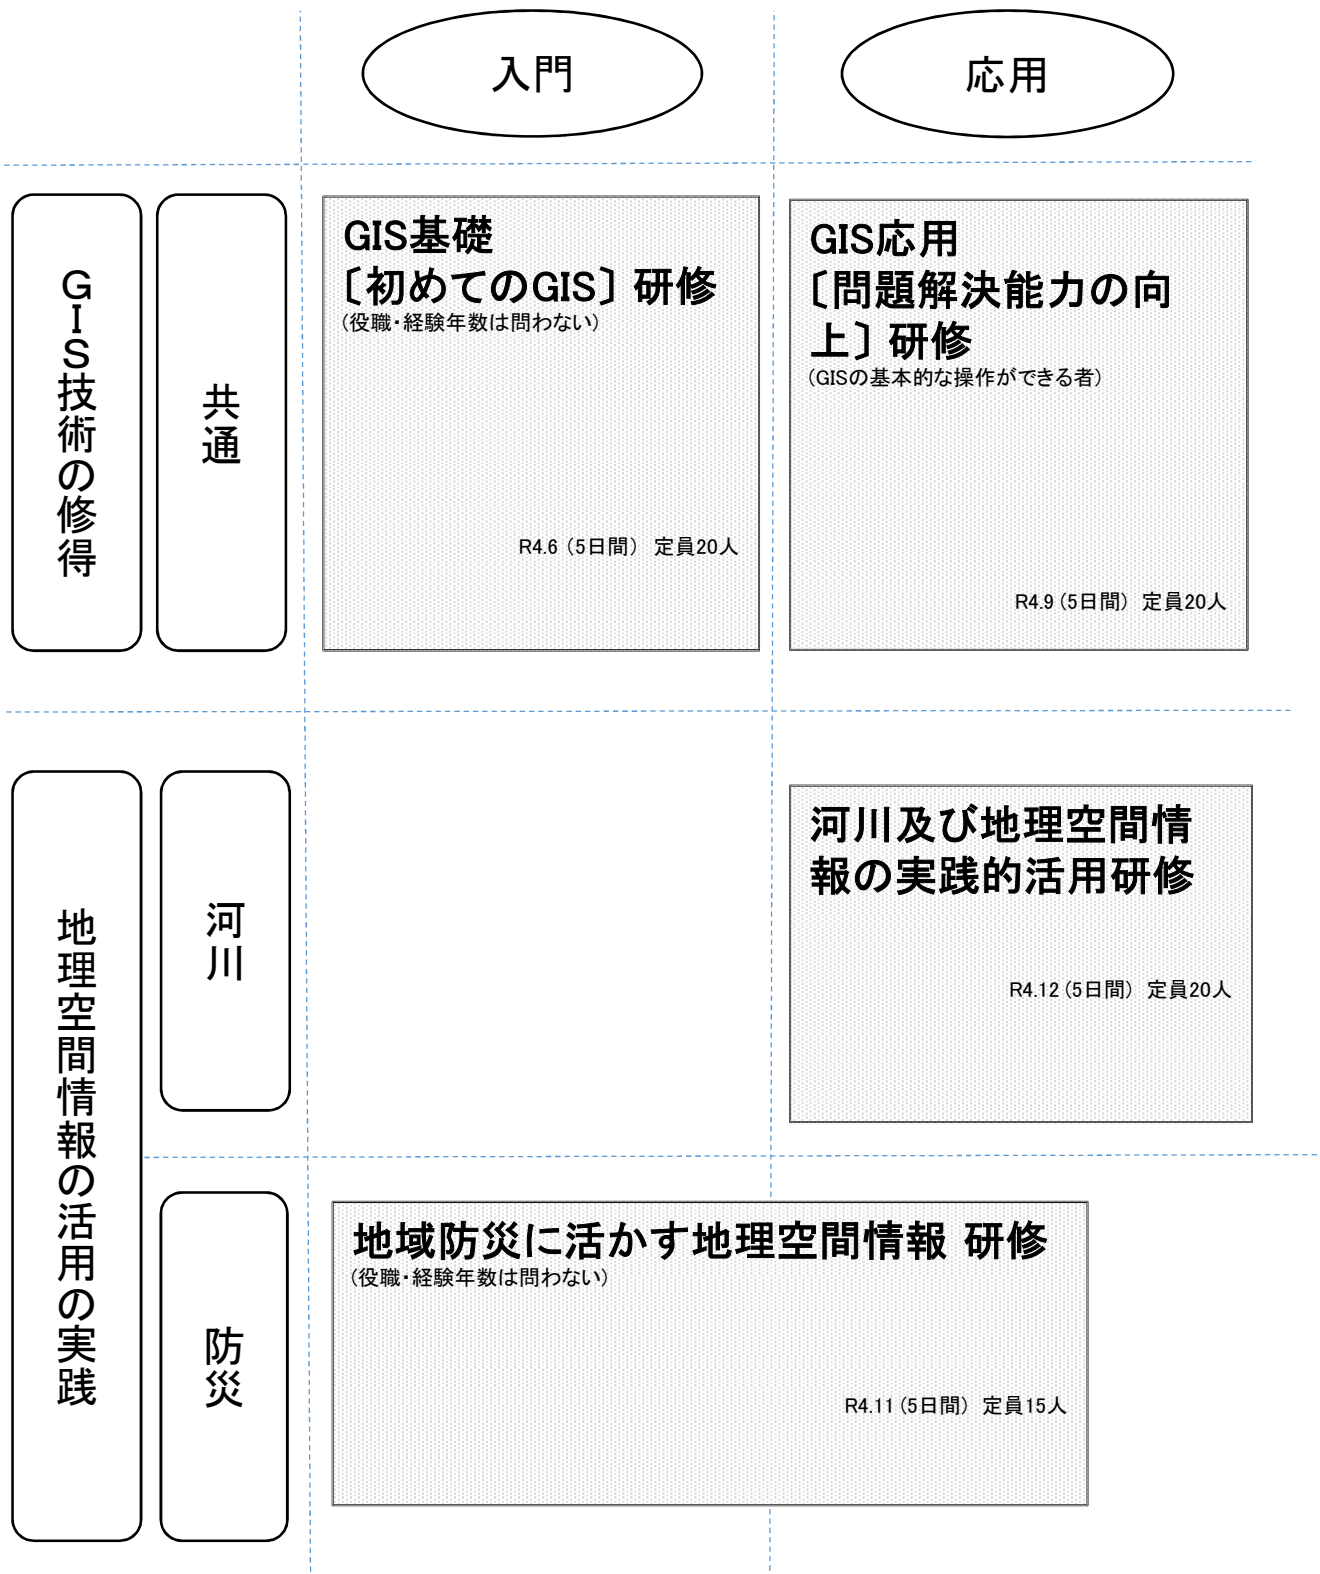 入門
応用
GIS技術の修得
共通
GIS基礎
〔初めてのGIS〕研修
(役職・経験年数は問わない)
R4.6 (5日間) 定員20人
GIS応用
〔問題解決能力の向
上〕研修
(GISの基本的な操作ができる者)
R4.9 (5日間) 定員20人
地理空間情報の活用の実践
河川
河川及び地理空間情
報の実践的活用研修
R4.12 (5日間) 定員20人
防災
地域防災に活かす地理空間情報 研修
(役職・経験年数は問わない)
R4.11 (5日間) 定員15人